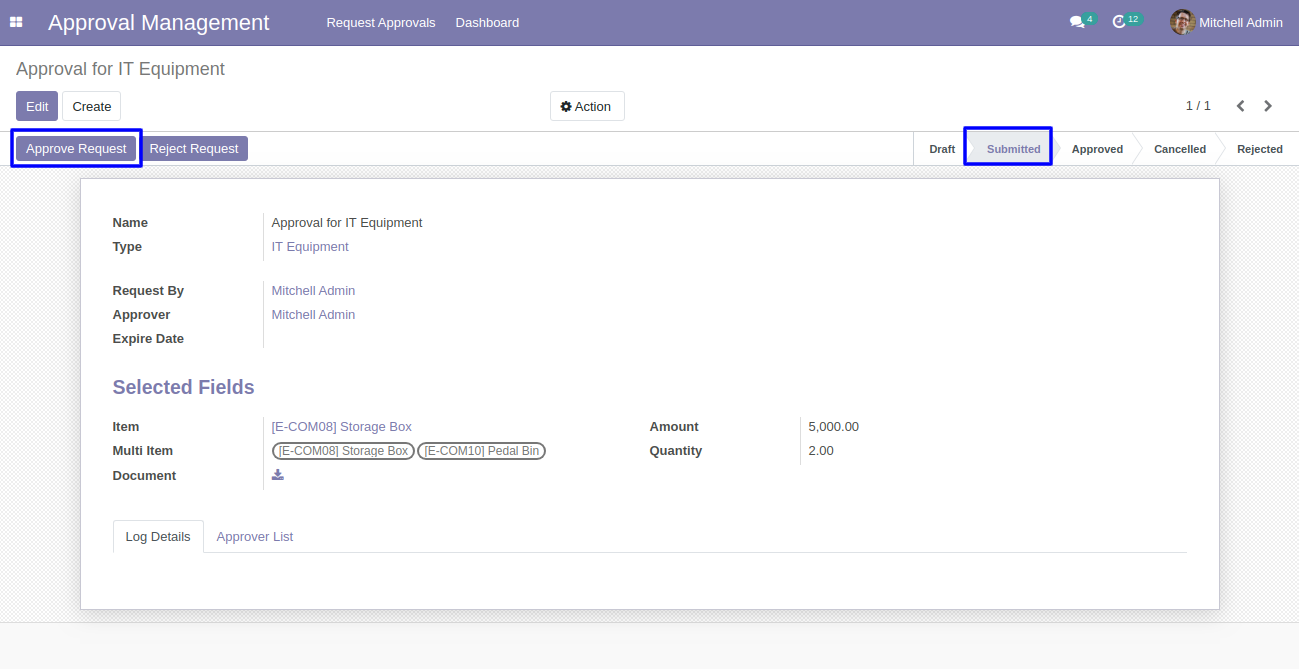 Approval Management Request Approvals Dashboard 4 12 Mitchell Admin
Approval for IT Equipment
Edit Create Action 1 / 1
Approve Request Reject Request Draft Submitted Approved Cancelled Rejected
Name Approval for IT Equipment
Type IT Equipment
Request By Mitchell Admin
Approver Mitchell Admin
Expire Date
Selected Fields
Item [E-COM08] Storage Box Amount 5,000.00
Multi Item [E-COM08] Storage Box [E-COM10] Pedal Bin Quantity 2.00
Document
Log Details Approver List